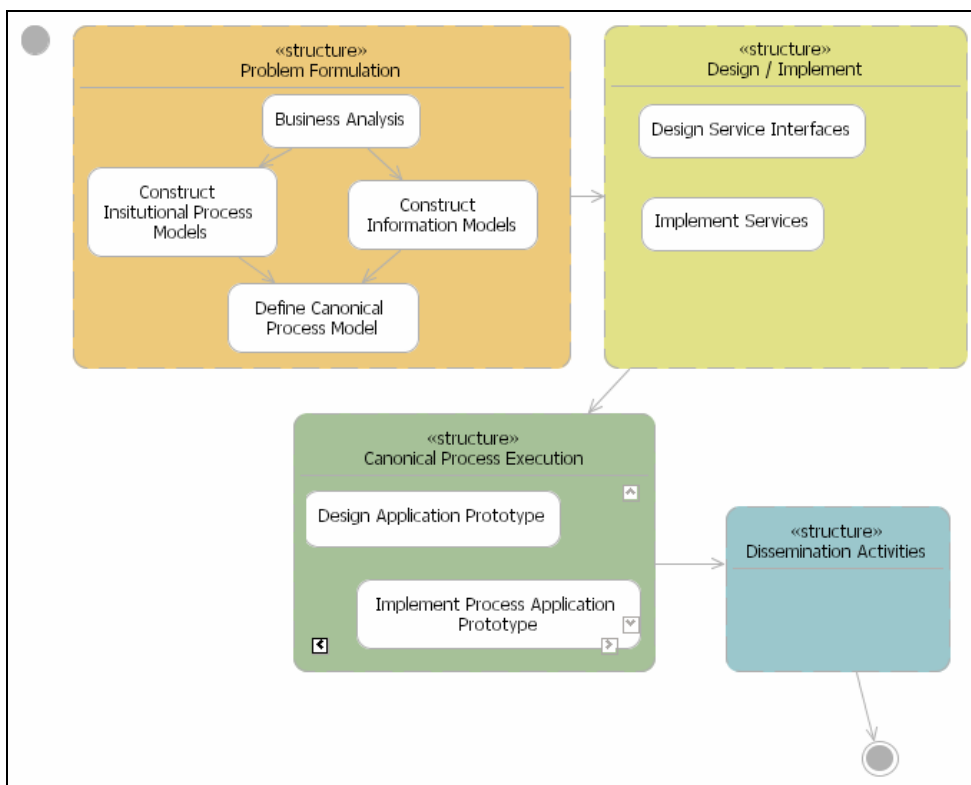 «structure»
Problem Formulation
Business Analysis
Construct
Insitutional Process
Models
Construct
Information Models
Define Canonical
Process Model
«structure»
Design / Implement
Design Service Interfaces
Implement Services
«structure»
Canonical Process Execution
Design Application Prototype
Implement Process Application
Prototype
«structure»
Dissemination Activities